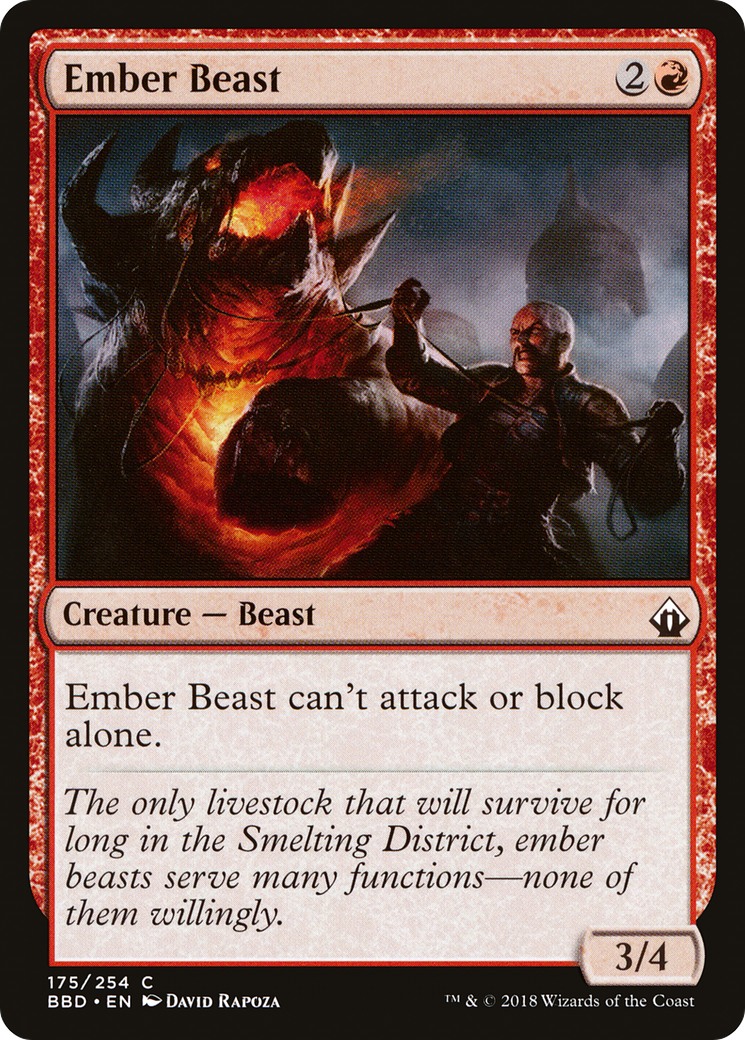 Ember Beast 2
Creature — Beast
Ember Beast can't attack or block
alone.
The only livestock that will survive for
long in the Smelting District, ember
beasts serve many functions—none of
them willingly.
3/4
175/254 C
BBD • EN David Rapoza
™ & © 2018 Wizards of the Coast